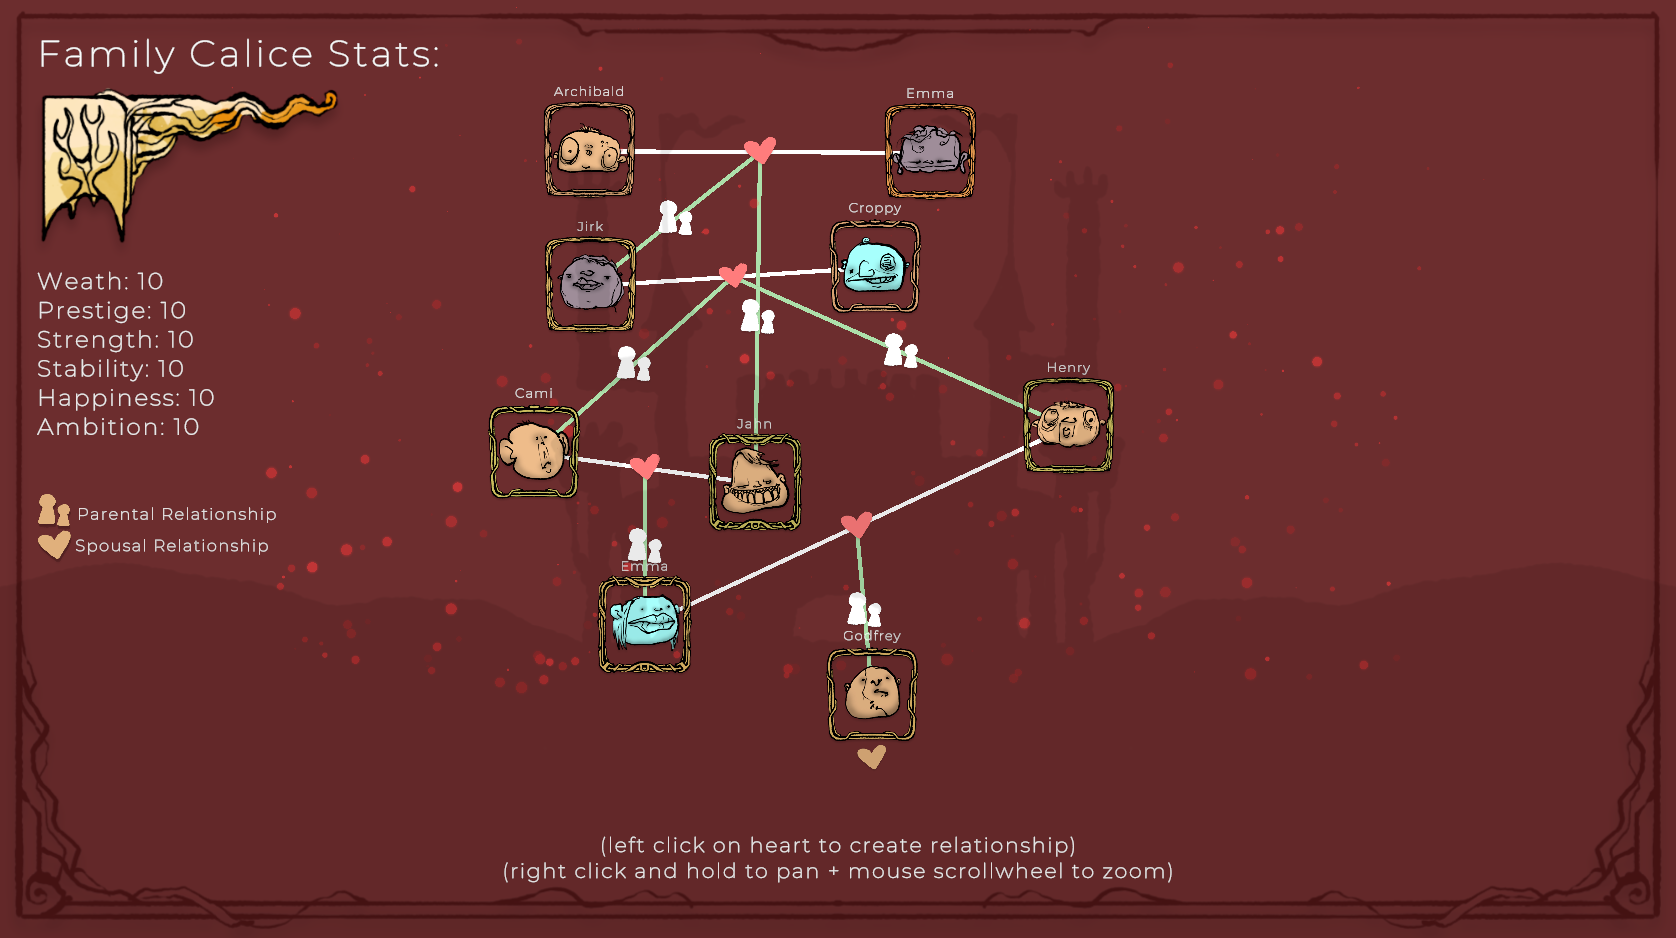 Family Calice Stats:
Weath: 10
Prestige: 10
Strength: 10
Stability: 10
Happiness: 10
Ambition: 10
Parental Relationship
Spousal Relationship
Archibald
Emma
Croppy
Jirk
Henry
Cami
Jann
Emma
Godfrey
(left click on heart to create relationship)
(right click and hold to pan + mouse scrollwheel to zoom)